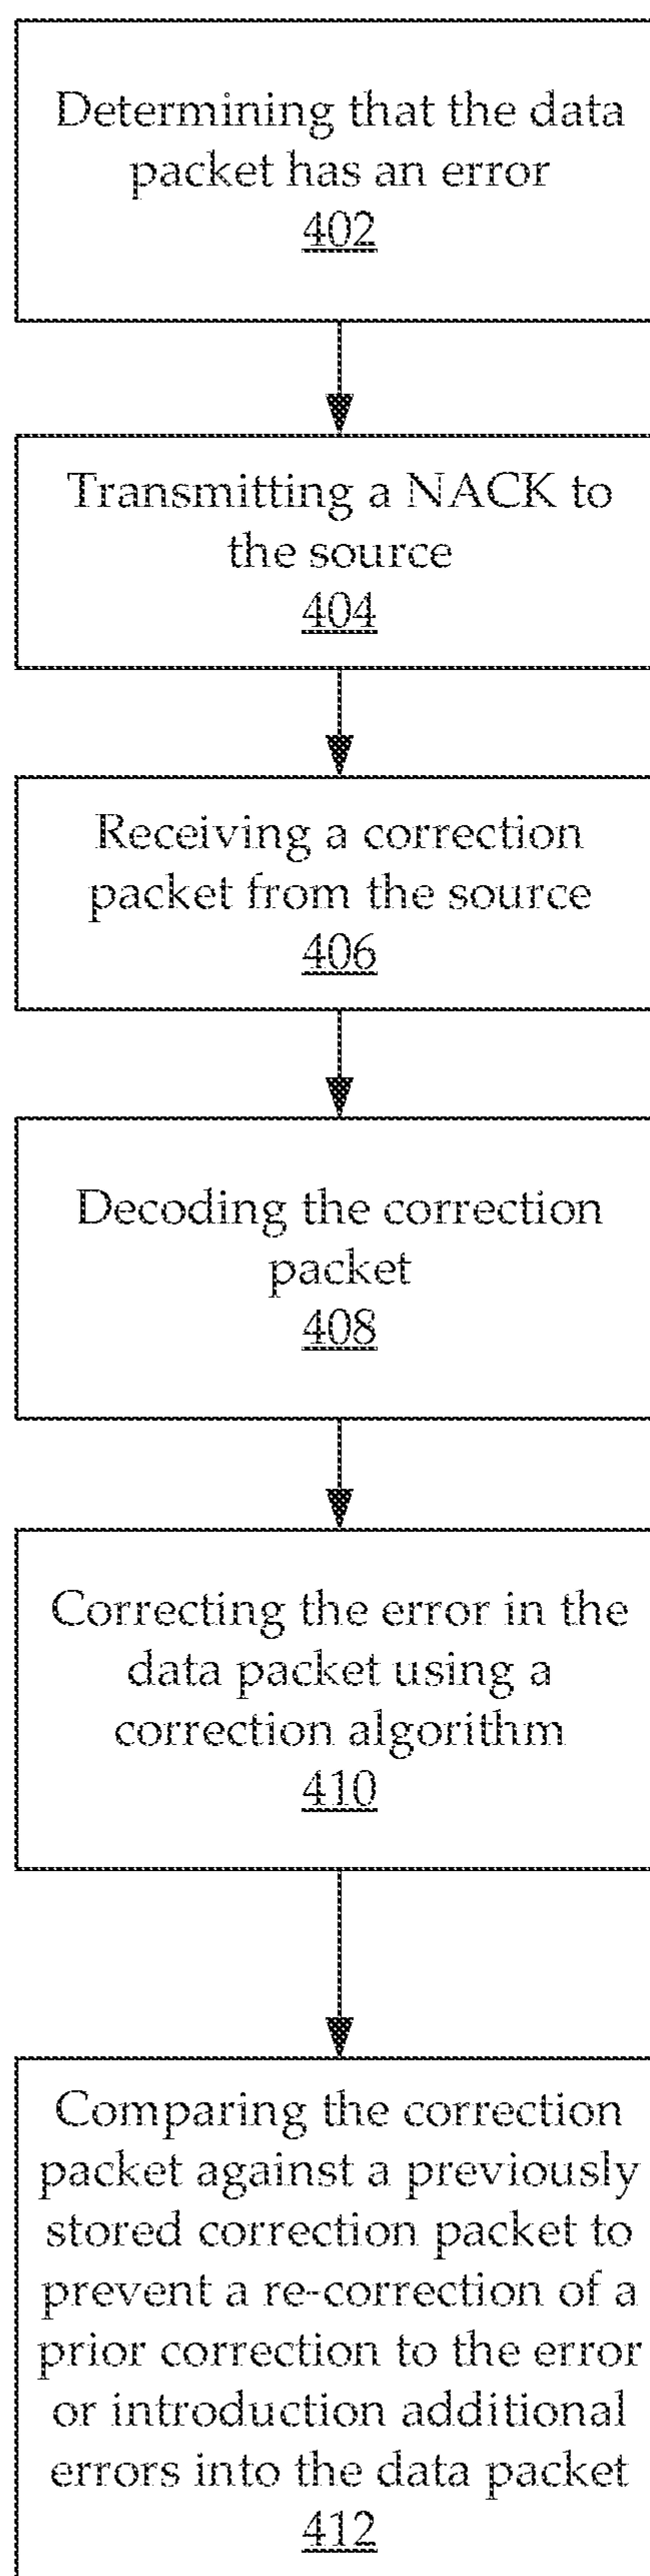 Determining that the data
packet has an error
402
Transmitting a NACK to
the source
404
Receiving a correction
packet from the source
406
Decoding the correction
packet
408
Correcting the error in the
data packet using a
correction algorithm
410
Comparing the correction
packet against a previously
stored correction packet to
prevent a re-correction of a
prior correction to the error
or introduction additional
errors into the data packet
412